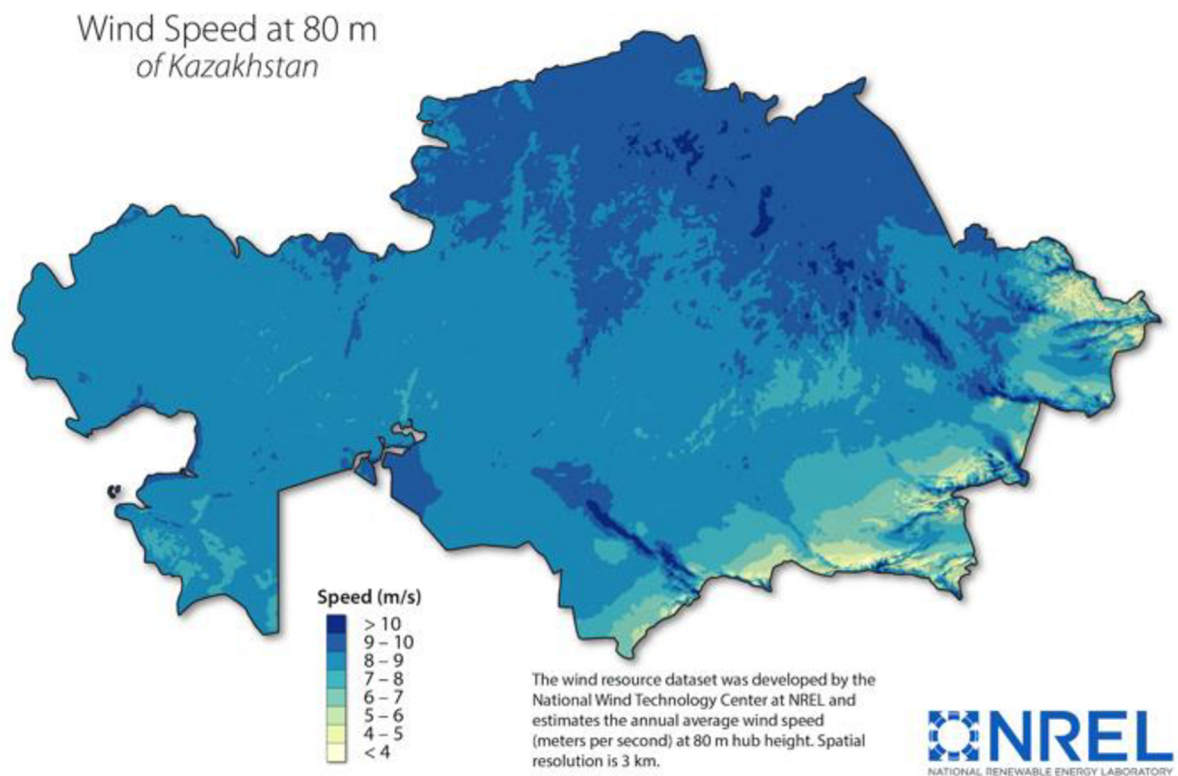 Wind Speed at 80 m
of Kazakhstan
Speed (m/s)
> 10
9 – 10
8 – 9
7 – 8
6 – 7
5 – 6
4 – 5
< 4
The wind resource dataset was developed by the
National Wind Technology Center at NREL and
estimates the annual average wind speed
(meters per second) at 80 m hub height. Spatial
resolution is 3 km.
NREL
NATIONAL RENEWABLE ENERGY LABORATORY